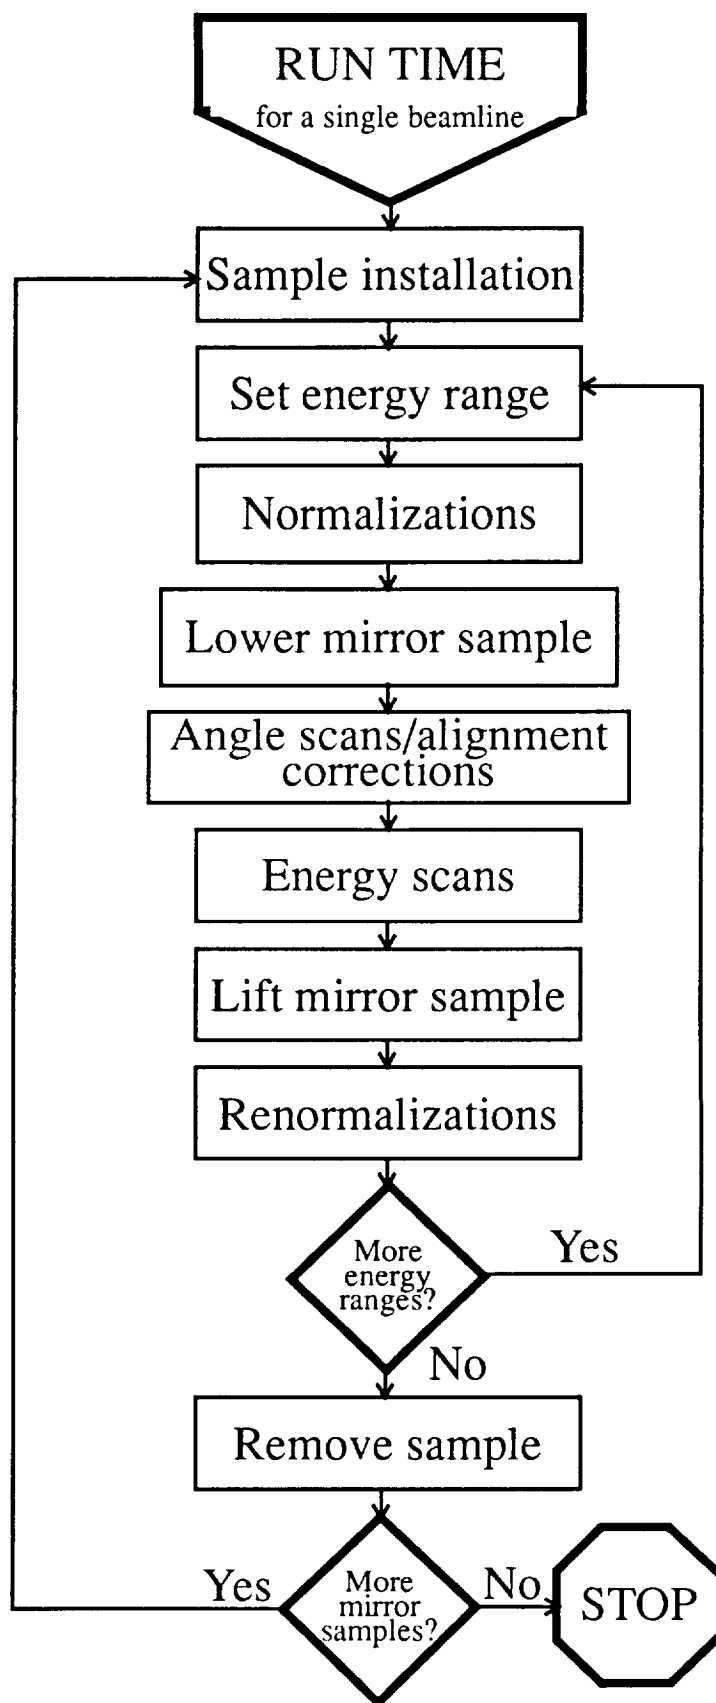 RUN TIME
for a single beamline
Sample installation
Set energy range
Normalizations
Lower mirror sample
Angle scans/alignment
corrections
Energy scans
Lift mirror sample
Renormalizations
More
energy
ranges?
Yes
No
Remove sample
Yes
More
mirror
samples?
No
STOP